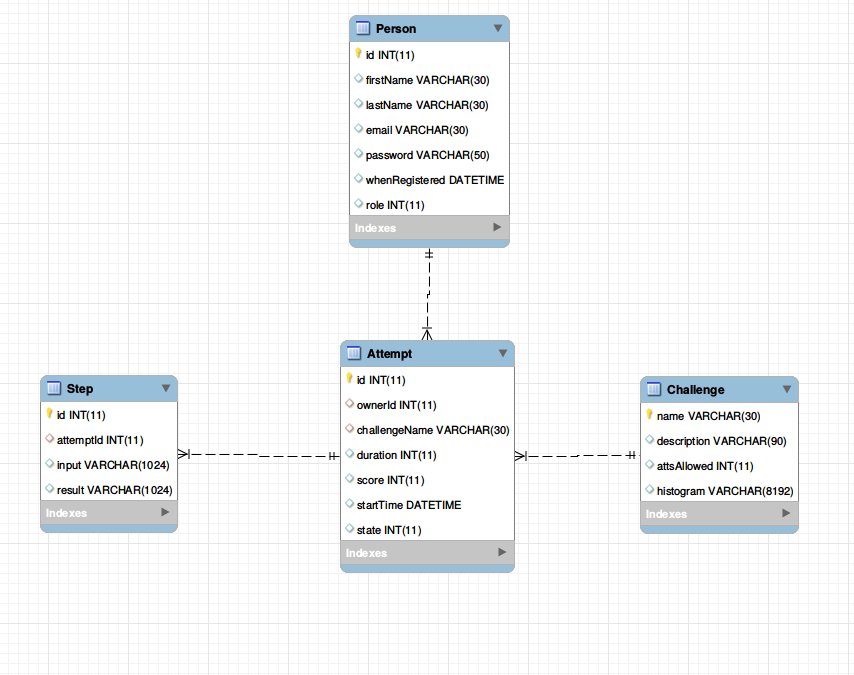 Person
id INT(11)
firstName VARCHAR(30)
lastName VARCHAR(30)
email VARCHAR(30)
password VARCHAR(50)
whenRegistered DATETIME
role INT(11)
Indexes
Step
id INT(11)
attemptId INT(11)
input VARCHAR(1024)
result VARCHAR(1024)
Indexes
Attempt
id INT(11)
ownerId INT(11)
challengeName VARCHAR(30)
duration INT(11)
score INT(11)
startTime DATETIME
state INT(11)
Indexes
Challenge
name VARCHAR(30)
description VARCHAR(90)
attsAllowed INT(11)
histogram VARCHAR(8192)
Indexes